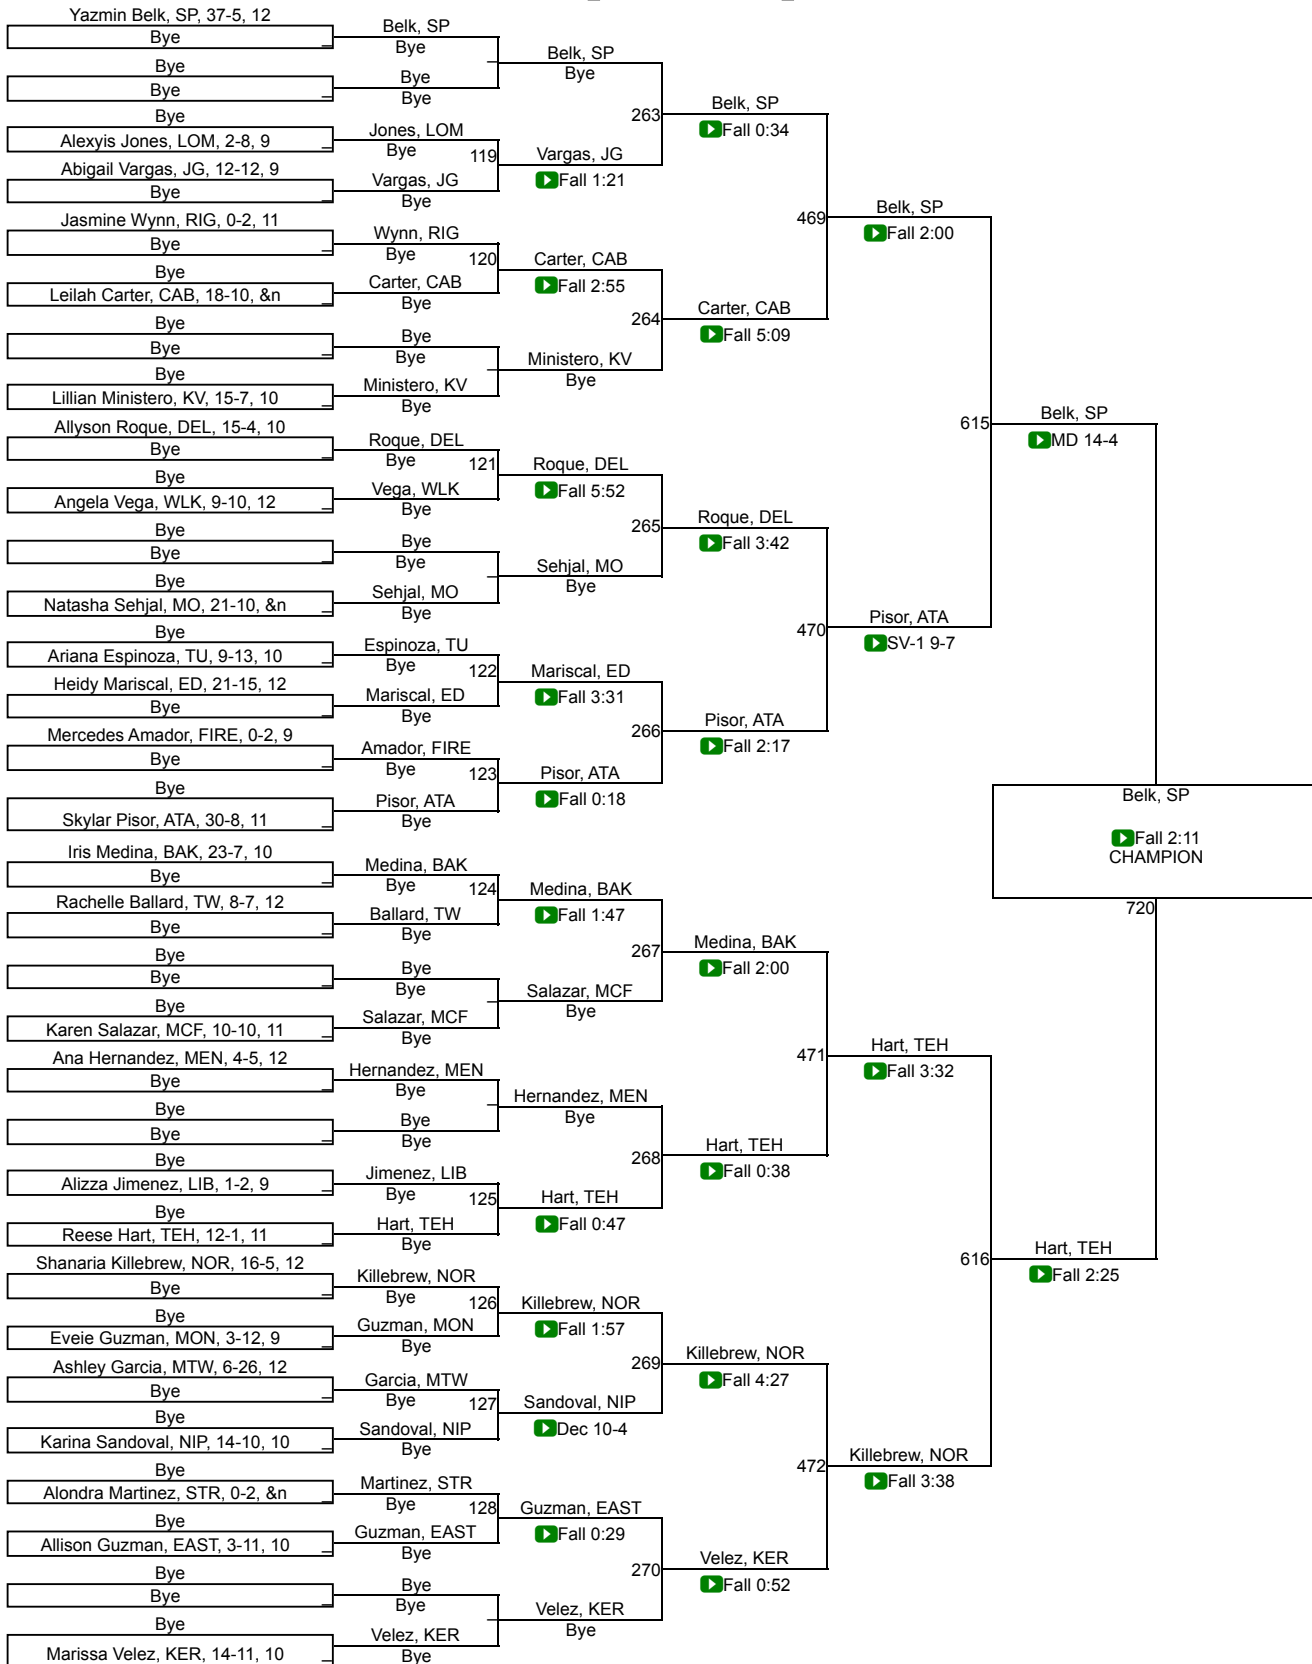 Yazmin Belk, SP, 37-5, 12
Bye
Bye
Bye
Bye
Alexyis Jones, LOM, 2-8, 9
Abigail Vargas, JG, 12-12, 9
Bye
Jasmine Wynn, RIG, 0-2, 11
Bye
Bye
Leilah Carter, CAB, 18-10, &n
Bye
Bye
Bye
Lillian Ministero, KV, 15-7, 10
Allyson Roque, DEL, 15-4, 10
Bye
Bye
Angela Vega, WLK, 9-10, 12
Bye
Bye
Bye
Natasha Sehjal, MO, 21-10, &n
Bye
Ariana Espinoza, TU, 9-13, 10
Heidy Mariscal, ED, 21-15, 12
Bye
Mercedes Amador, FIRE, 0-2, 9
Bye
Bye
Skylar Pisor, ATA, 30-8, 11
Iris Medina, BAK, 23-7, 10
Bye
Rachelle Ballard, TW, 8-7, 12
Bye
Bye
Bye
Bye
Karen Salazar, MCF, 10-10, 11
Ana Hernandez, MEN, 4-5, 12
Bye
Bye
Bye
Bye
Alizza Jimenez, LIB, 1-2, 9
Bye
Reese Hart, TEH, 12-1, 11
Shanaria Killebrew, NOR, 16-5, 12
Bye
Bye
Eveie Guzman, MON, 3-12, 9
Ashley Garcia, MTW, 6-26, 12
Bye
Bye
Karina Sandoval, NIP, 14-10, 10
Bye
Alondra Martinez, STR, 0-2, &n
Bye
Allison Guzman, EAST, 3-11, 10
Bye
Bye
Bye
Marissa Velez, KER, 14-11, 10
Belk, SP
Bye
Bye
Bye
Jones, LOM
Bye
119
Vargas, JG
Bye
Wynn, RIG
Bye
120
Carter, CAB
Bye
Bye
Bye
Ministero, KV
Bye
Roque, DEL
Bye
121
Vega, WLK
Bye
Bye
Bye
Sehjal, MO
Bye
Espinoza, TU
Bye
122
Mariscal, ED
Bye
Amador, FIRE
Bye
123
Pisor, ATA
Bye
Medina, BAK
Bye
124
Ballard, TW
Bye
Bye
Bye
Salazar, MCF
Bye
Hernandez, MEN
Bye
Bye
Bye
Jimenez, LIB
Bye
125
Hart, TEH
Bye
Killebrew, NOR
Bye
126
Guzman, MON
Bye
Garcia, MTW
Bye
127
Sandoval, NIP
Bye
Martinez, STR
Bye
128
Guzman, EAST
Bye
Bye
Bye
Velez, KER
Bye
Belk, SP
Bye
263
Vargas, JG
Fall 1:21
Carter, CAB
Fall 2:55
264
Ministero, KV
Bye
Roque, DEL
Fall 5:52
265
Sehjal, MO
Bye
Mariscal, ED
Fall 3:31
266
Pisor, ATA
Fall 0:18
Medina, BAK
Fall 1:47
267
Salazar, MCF
Bye
Hernandez, MEN
Bye
268
Hart, TEH
Fall 0:47
Killebrew, NOR
Fall 1:57
269
Sandoval, NIP
Dec 10-4
Guzman, EAST
Fall 0:29
270
Velez, KER
Bye
Belk, SP
Fall 0:34
469
Carter, CAB
Fall 5:09
Roque, DEL
Fall 3:42
470
Pisor, ATA
Fall 2:17
Medina, BAK
Fall 2:00
471
Hart, TEH
Fall 0:38
Killebrew, NOR
Fall 4:27
472
Velez, KER
Fall 0:52
Belk, SP
Fall 2:00
615
Pisor, ATA
SV-1 9-7
Hart, TEH
Fall 3:32
616
Killebrew, NOR
Fall 3:38
Belk, SP
MD 14-4
Hart, TEH
Fall 2:25
Belk, SP
Fall 2:11
CHAMPION
720